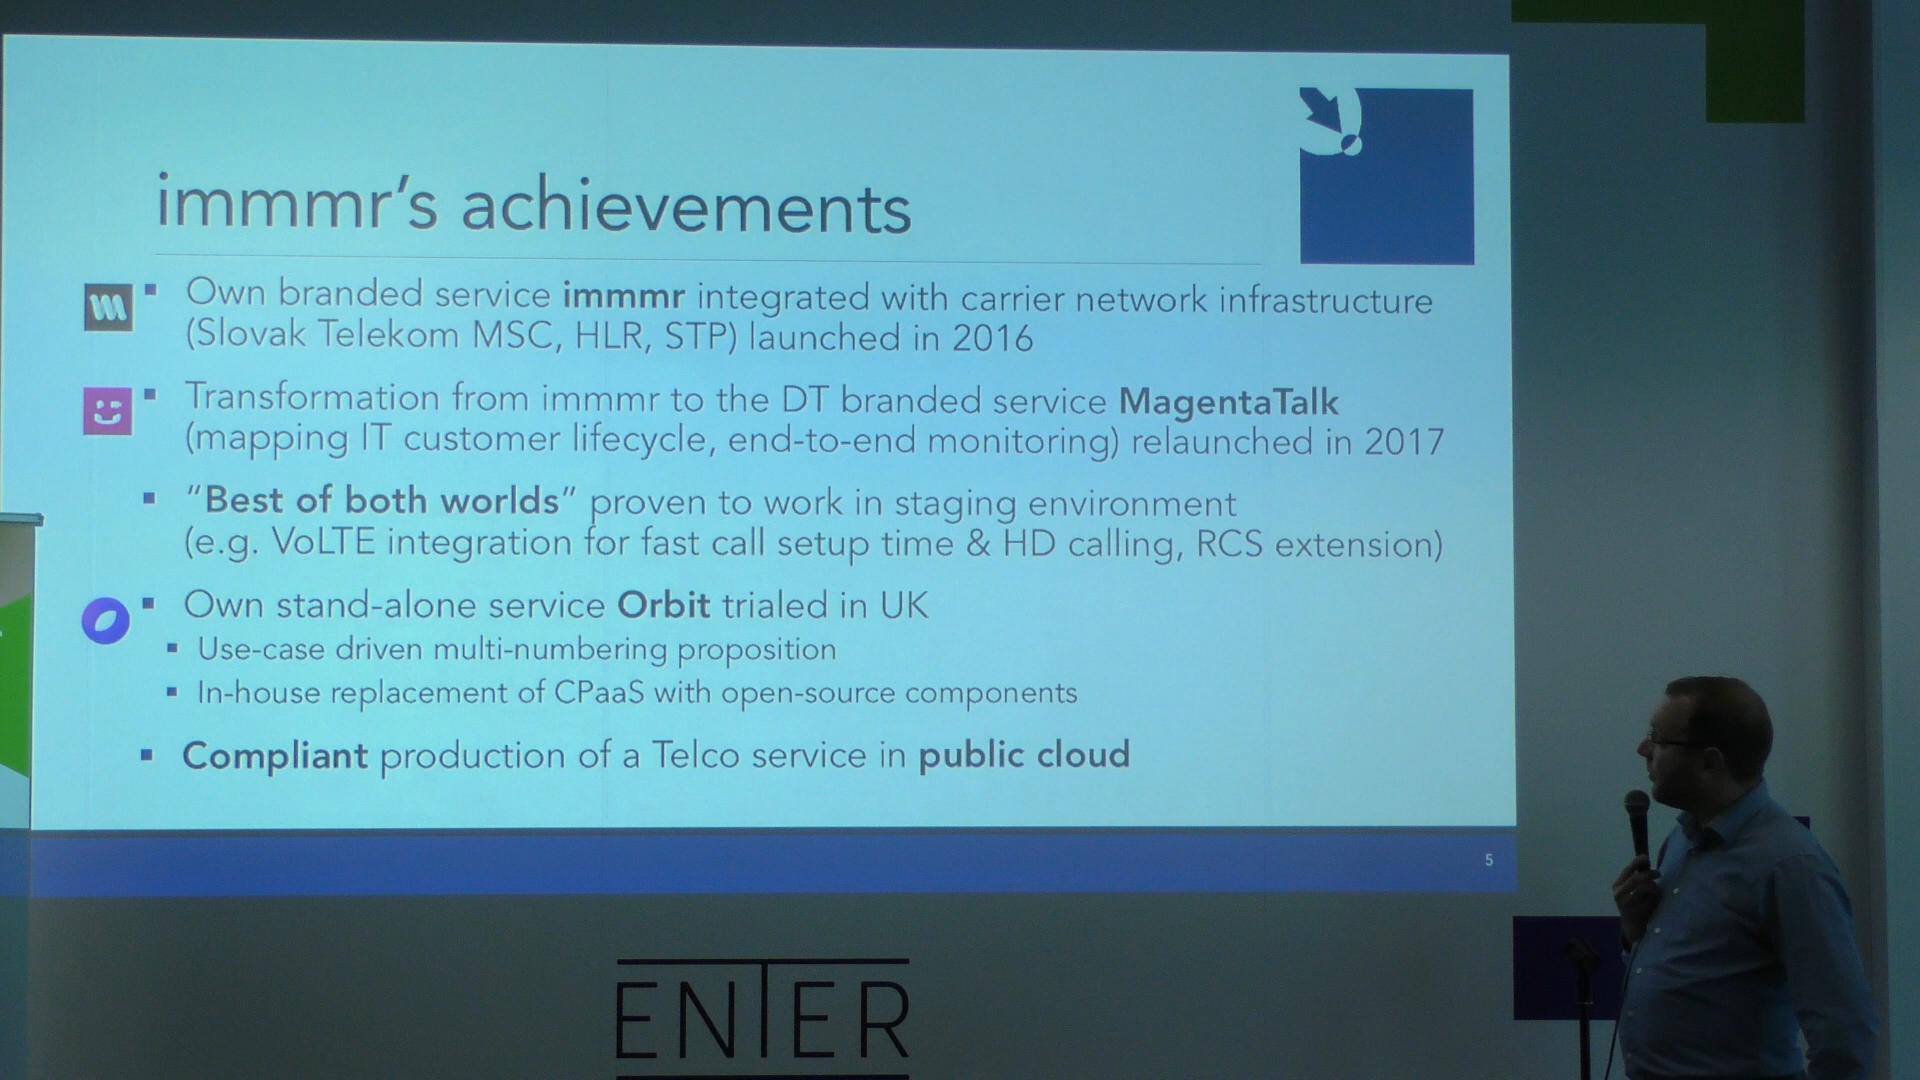 immmr’s achievements
▪ Own branded service immmr integrated with carrier network infrastructure
(Slovak Telekom MSC, HLR, STP) launched in 2016
▪ Transformation from immmr to the DT branded service MagentaTalk
(mapping IT customer lifecycle, end-to-end monitoring) relaunched in 2017
▪ “Best of both worlds” proven to work in staging environment
(e.g. VoLTE integration for fast call setup time & HD calling, RCS extension)
▪ Own stand-alone service Orbit trialed in UK
▪ Use-case driven multi-numbering proposition
▪ In-house replacement of CPaaS with open-source components
▪ Compliant production of a Telco service in public cloud
5
ENTER